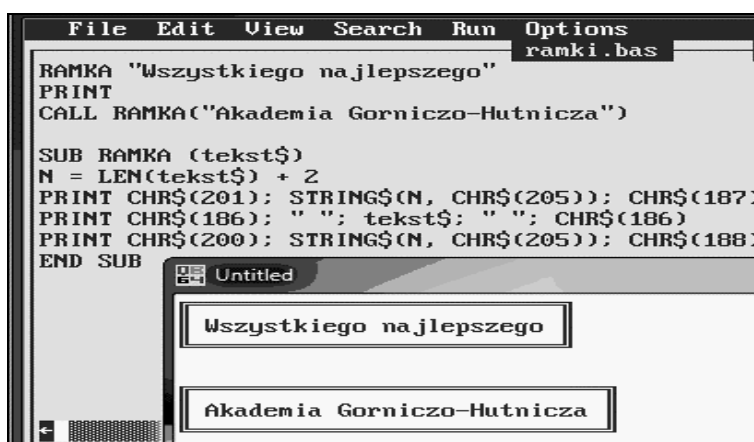 File Edit View Search Run Options
ramki.bas
RAMKA "Wszystkiego najlepszego"
PRINT
CALL RAMKA("Akademia Gorniczo-Hutnicza")
SUB RAMKA (tekst$)
N = LEN(tekst$) + 2
PRINT CHR$(201); STRING$(N, CHR$(205)); CHR$(187)
PRINT CHR$(186); " "; tekst$; " "; CHR$(186)
PRINT CHR$(200); STRING$(N, CHR$(205)); CHR$(188)
END SUB
QB64 Untitled
Wszystkiego najlepszego
Akademia Gorniczo-Hutnicza